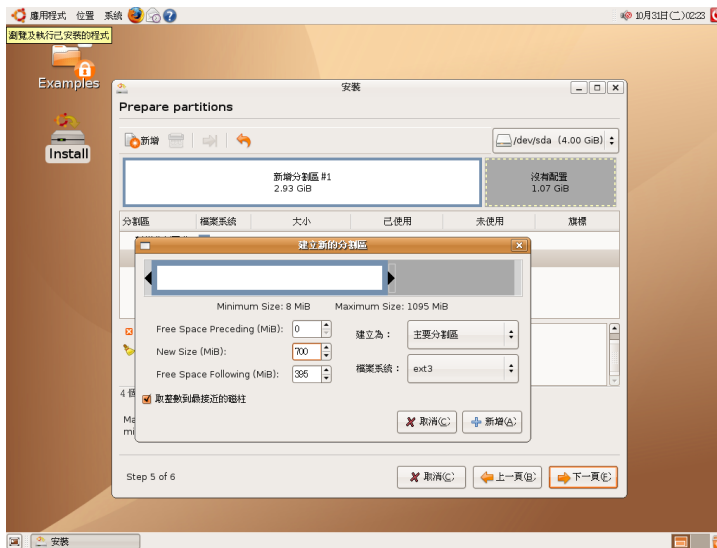 應用程式 位置 系統 10月31日(二)02:23
瀏覽及執行已安裝的程式
Examples
Install
安裝
Prepare partitions
新增 /dev/sda (4.00 GiB)
新增分割區 #1 沒有配置
2.93 GiB 1.07 GiB
分割區 檔案系統 大小 已使用 未使用 旗標
建立新的分割區
Minimum Size: 8 MiB Maximum Size: 1095 MiB
Free Space Preceding (MiB): 0 建立為: 主要分割區
New Size (MiB): 700
Free Space Following (MiB): 395 檔案系統: ext3
取整數到最接近的磁柱
取消(C) 新增(A)
Step 5 of 6 取消(C) 上一頁(B) 下一頁(F)
安裝